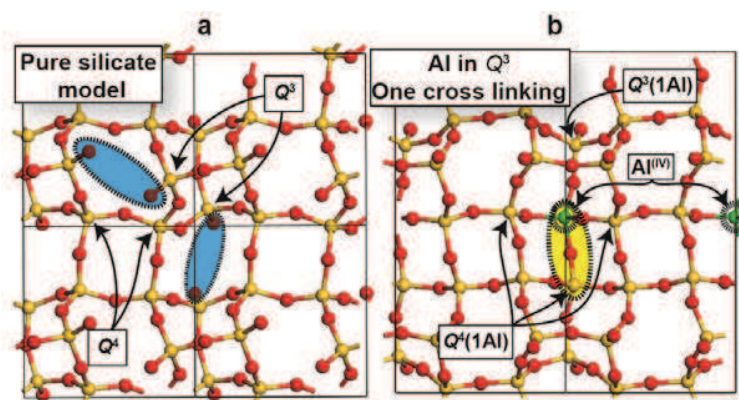 a
Pure silicate
model
Q³
Q⁴
b
Al in Q³
One cross linking
Q³(1Al)
Al(IV)
Q⁴(1Al)